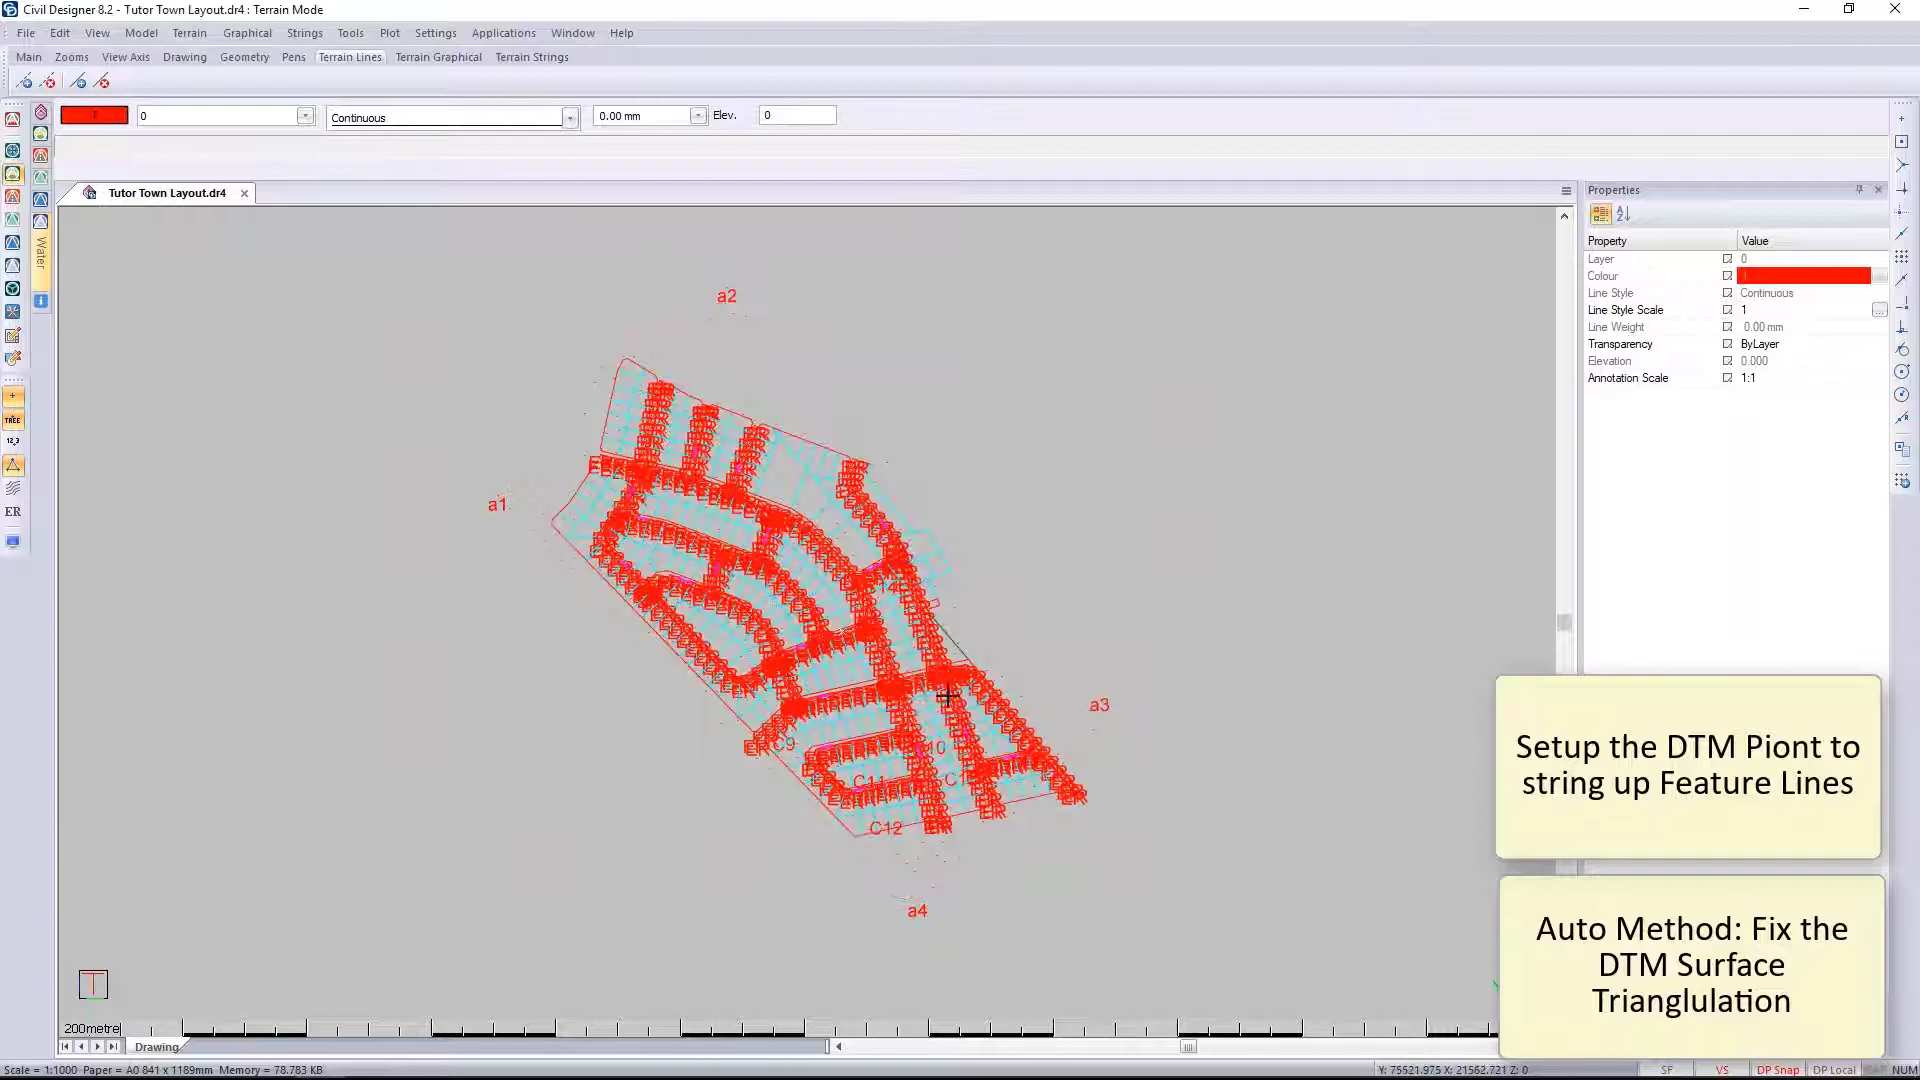 Civil Designer 8.2 - Tutor Town Layout.dr4 : Terrain Mode
File Edit View Model Terrain Graphical Strings Tools Plot Settings Applications Window Help
Main Zooms View Axis Drawing Geometry Pens Terrain Lines Terrain Graphical Terrain Strings
0 Continuous 0.00 mm Elev. 0
Tutor Town Layout.dr4
Properties
Property Value
Layer 0
Colour
Line Style Continuous
Line Style Scale 1
Line Weight 0.00 mm
Transparency ByLayer
Elevation 0.000
Annotation Scale 1:1
Water
TREE
ER
a2
a1
a3
C9
C11
C12
a4
Setup the DTM Piont to
string up Feature Lines
Auto Method: Fix the
DTM Surface
Trianglulation
200metre
Drawing
Scale = 1:1000 Paper = A0 841 x 1189mm Memory = 78.783 KB
Y: 75521.975 X: 21562.721 Z: 0
SF VS DP Snap DP Local NUM